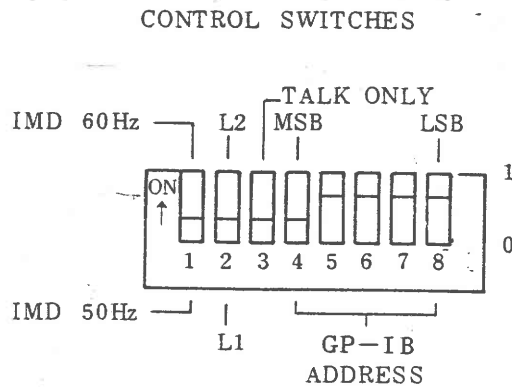 CONTROL SWITCHES
TALK ONLY
IMD 60Hz L2 MSB LSB
ON 1
0
1 2 3 4 5 6 7 8
IMD 50Hz
L1 GP-IB
ADDRESS